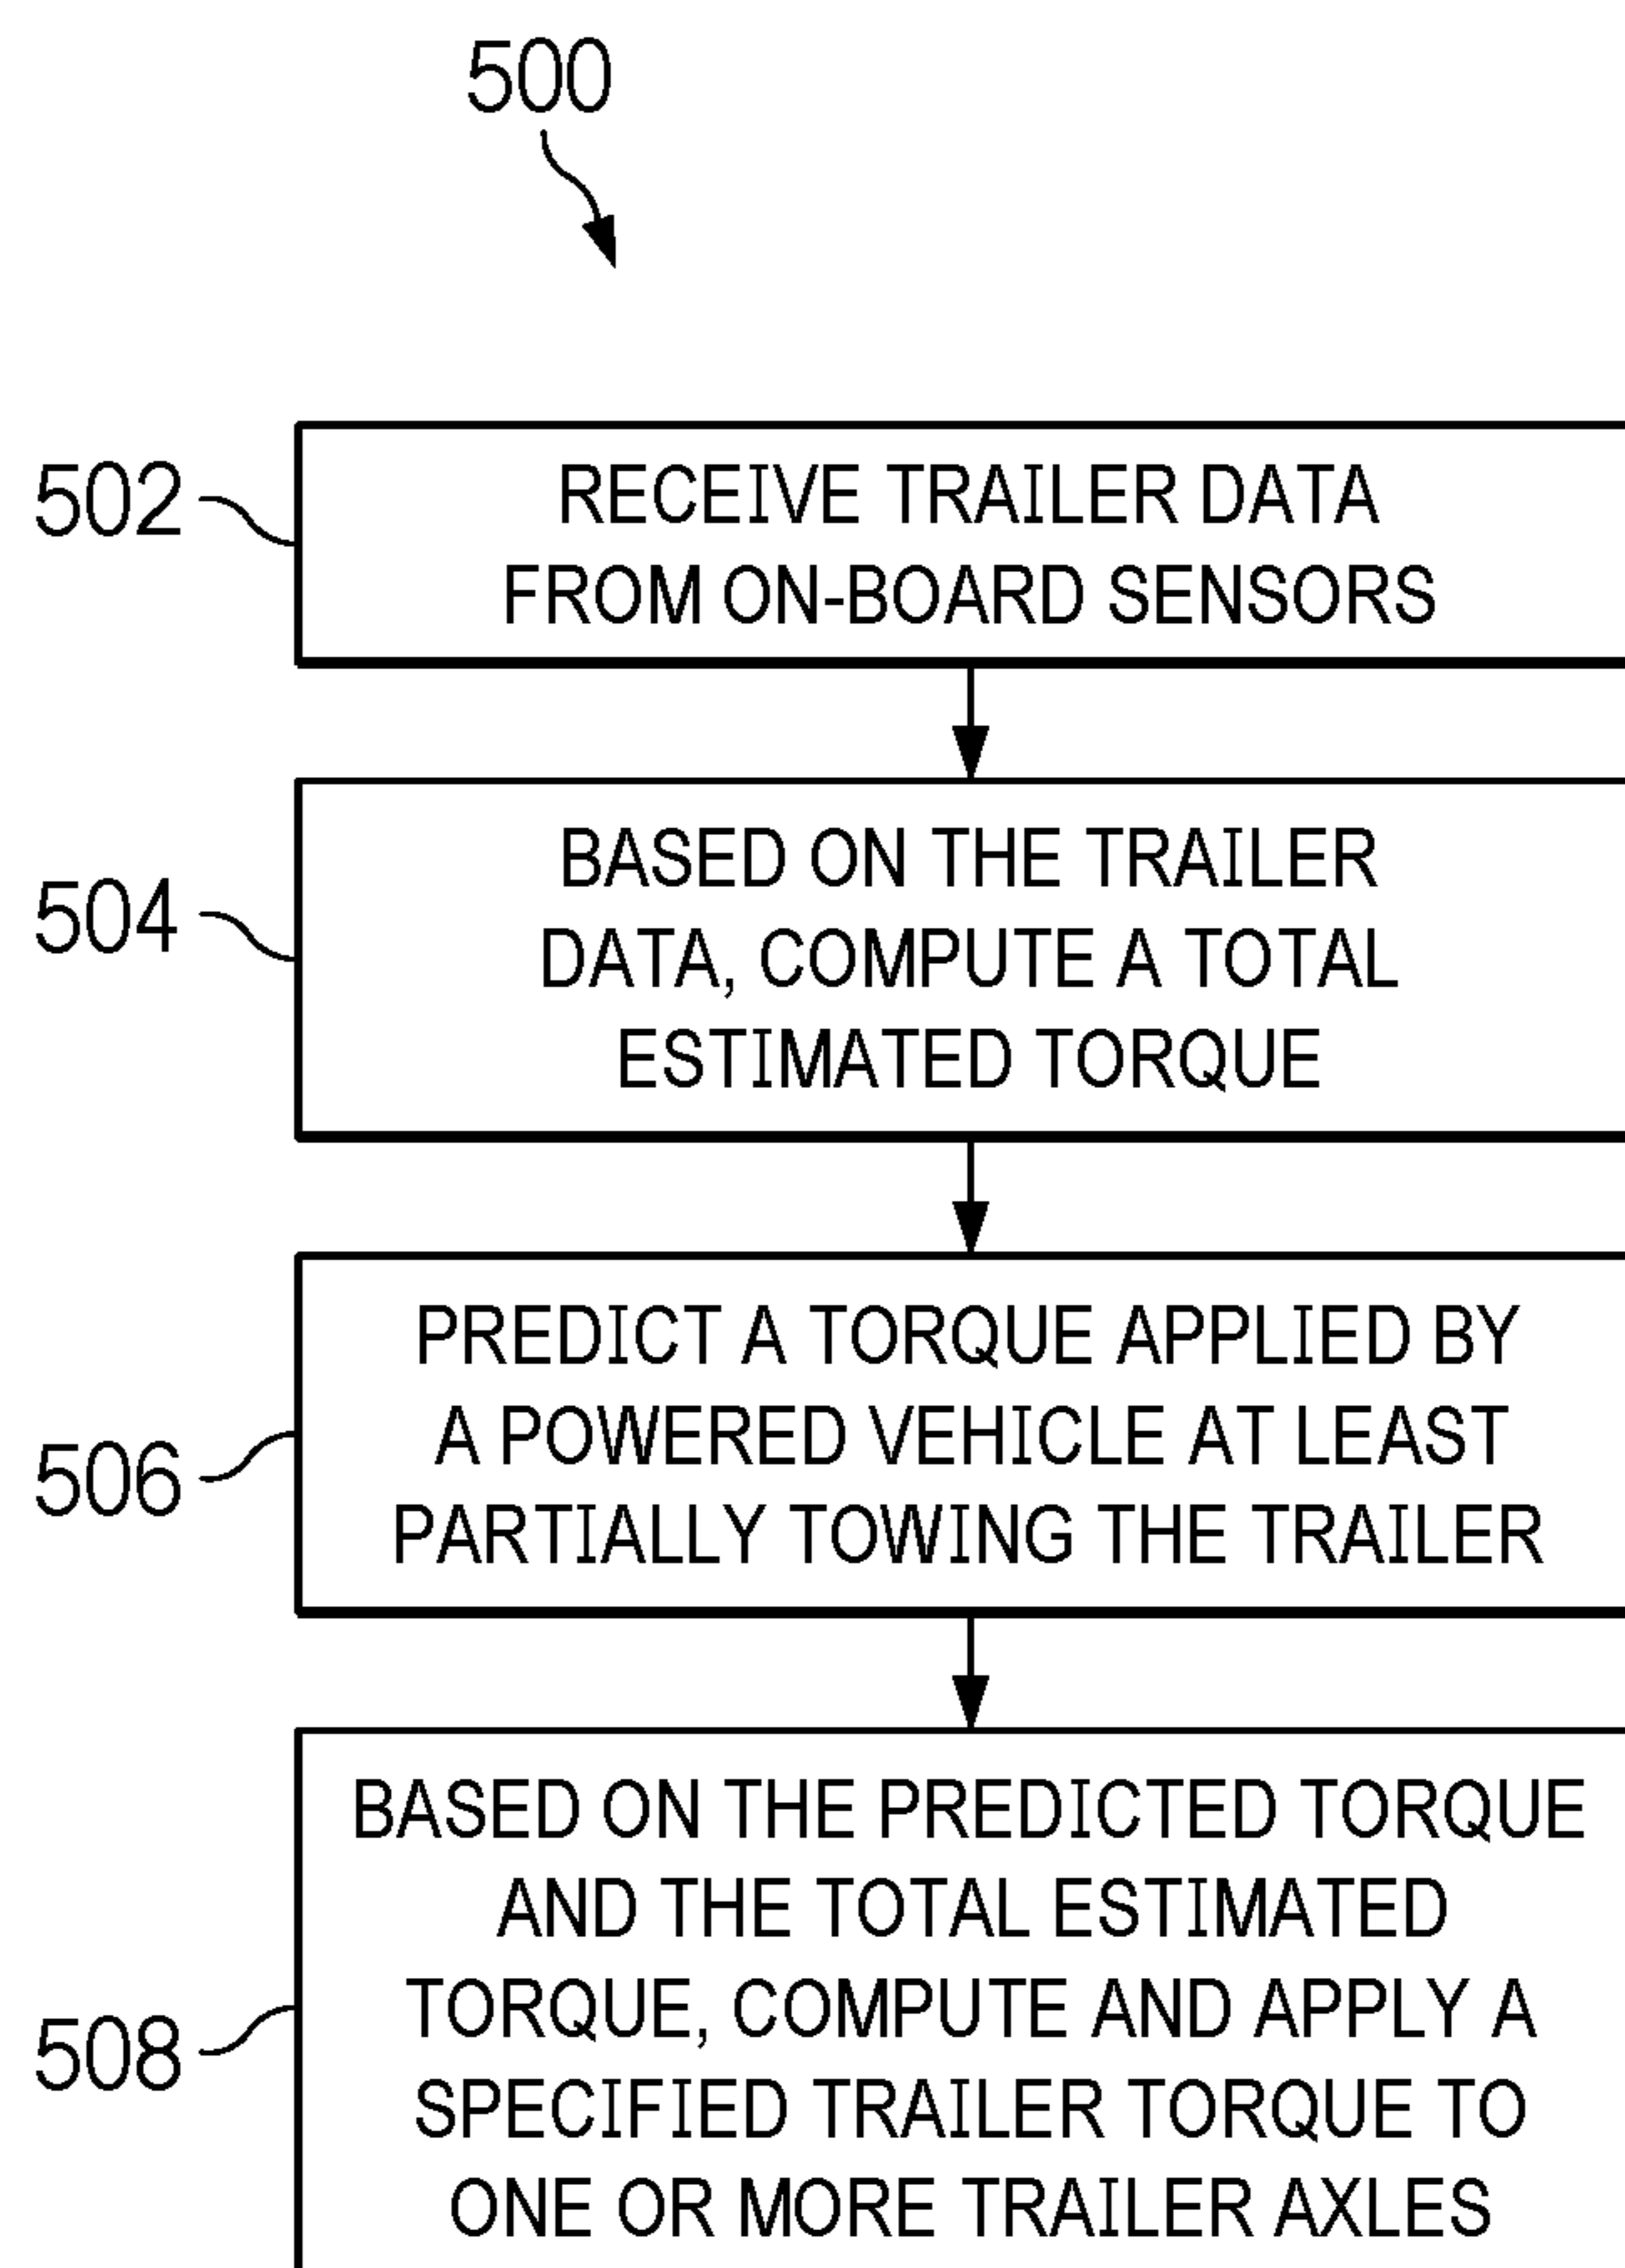 500
502
RECEIVE TRAILER DATA
FROM ON-BOARD SENSORS
504
BASED ON THE TRAILER
DATA, COMPUTE A TOTAL
ESTIMATED TORQUE
506
PREDICT A TORQUE APPLIED BY
A POWERED VEHICLE AT LEAST
PARTIALLY TOWING THE TRAILER
508
BASED ON THE PREDICTED TORQUE
AND THE TOTAL ESTIMATED
TORQUE, COMPUTE AND APPLY A
SPECIFIED TRAILER TORQUE TO
ONE OR MORE TRAILER AXLES